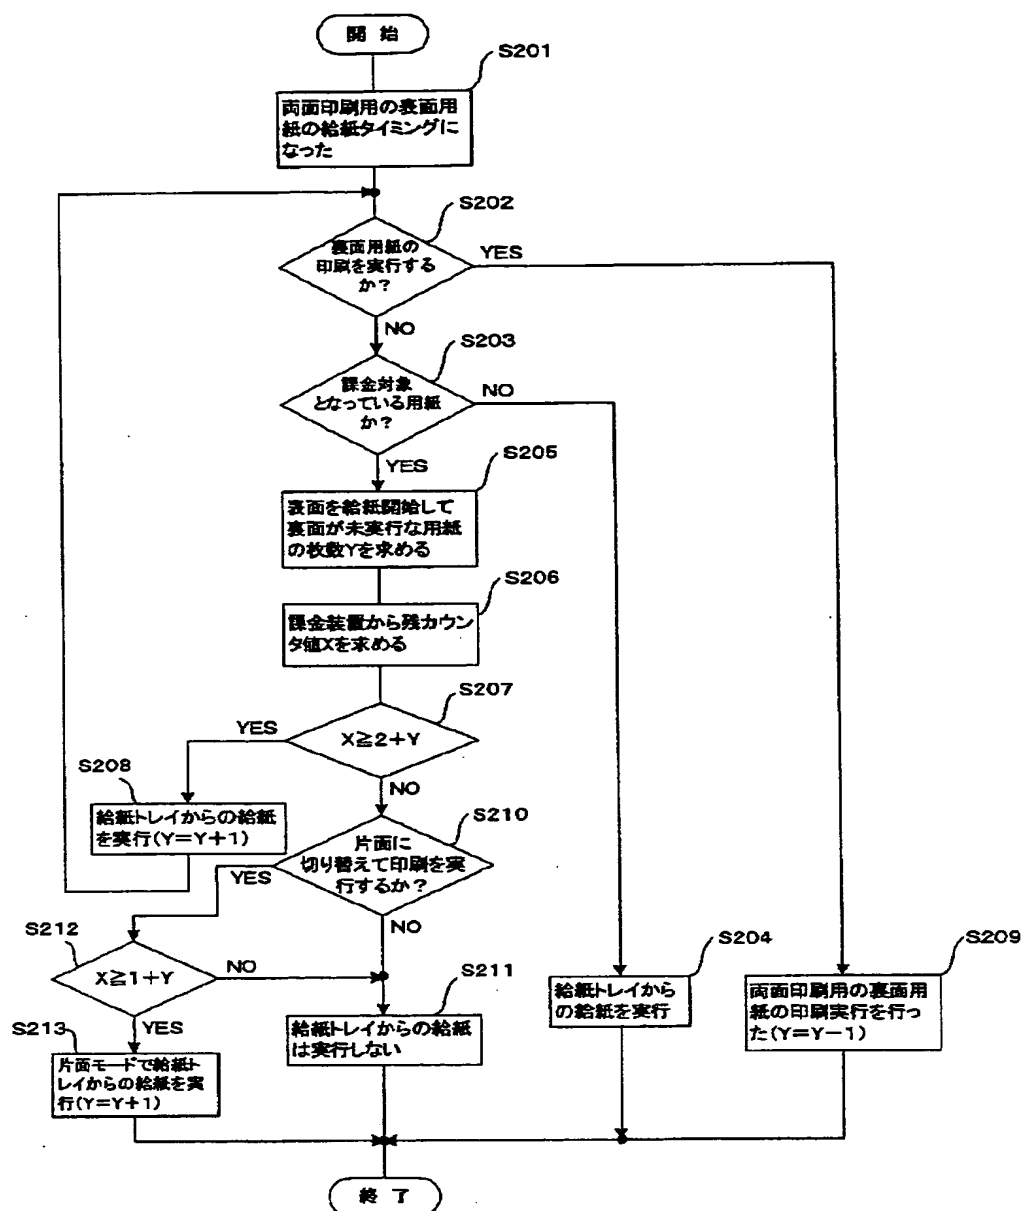 開 始
S201
両面印刷用の表面用
紙の給紙タイミングに
なった
S202
裏面用紙の
印刷を実行する
か?
YES
NO
S203
課金対象
となっている用紙
か?
NO
YES
S205
表面を給紙開始して
裏面が未実行な用紙
の枚数Yを求める
S206
課金装置から残カウン
タ値Xを求める
S207
X≧2+Y
YES
NO
S208
給紙トレイからの給紙
を実行(Y=Y+1)
S210
片面に
切り替えて印刷を実
行するか?
YES
NO
S212
X≧1+Y
NO
YES
S211
給紙トレイからの給紙
は実行しない
S204
給紙トレイから
の給紙を実行
S209
両面印刷用の裏面用
紙の印刷実行を行っ
た(Y=Y-1)
S213
片面モードで給紙ト
レイからの給紙を実
行(Y=Y+1)
終 了